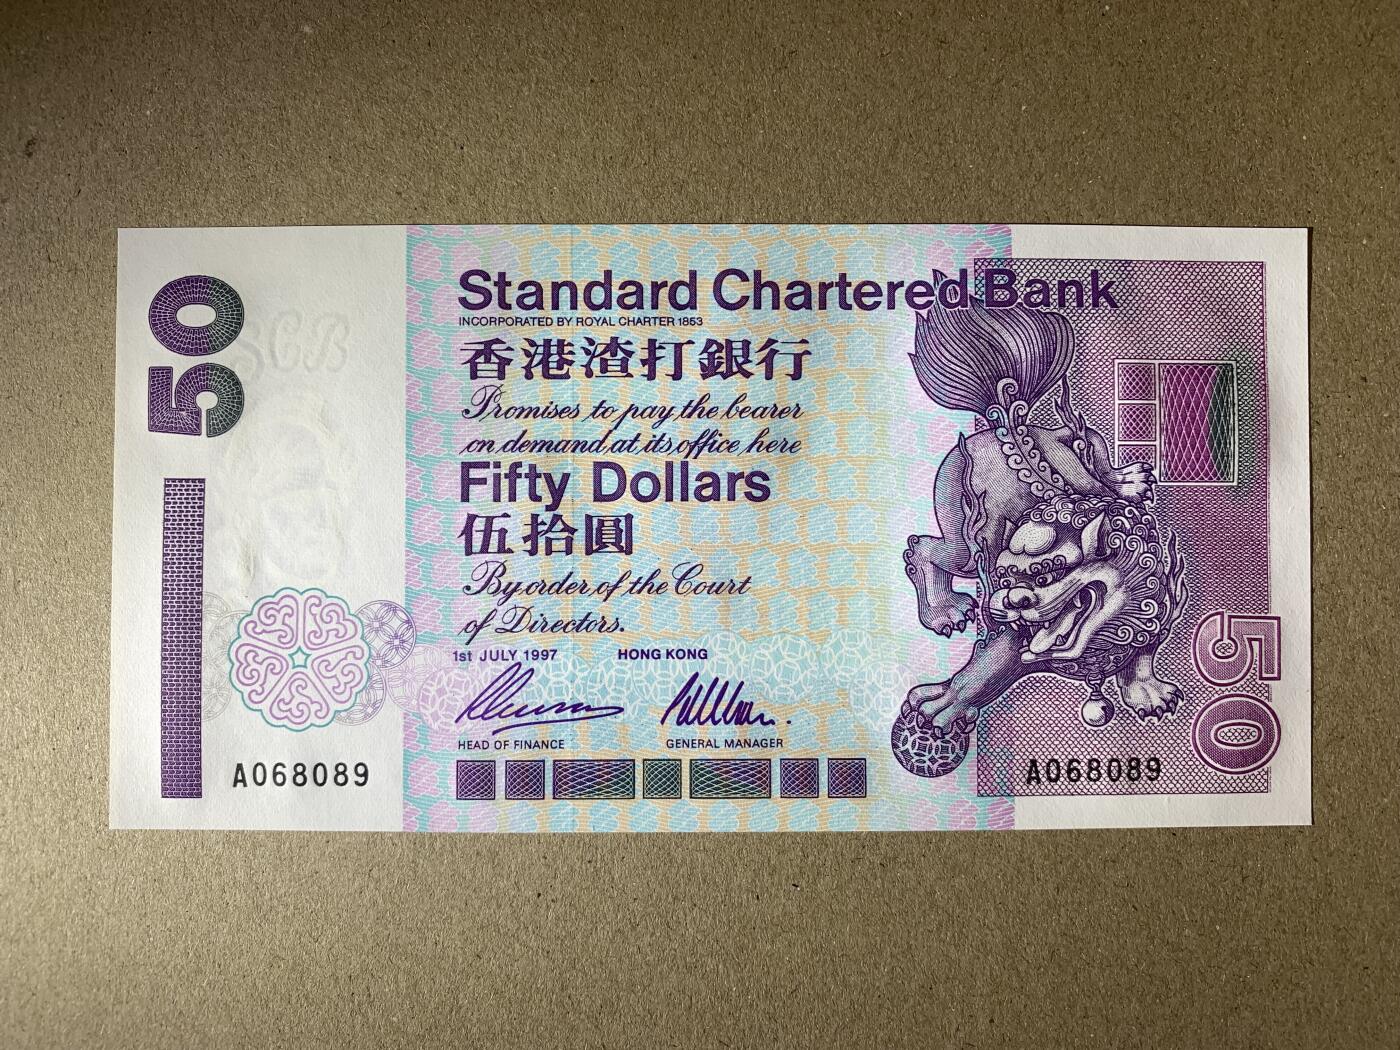 50
SCB
Standard Chartered Bank
INCORPORATED BY ROYAL CHARTER 1853
香港渣打銀行
Promises to pay the bearer
on demand at its office here
Fifty Dollars
伍拾圓
By order of the Court
of Directors.
1st JULY 1997 HONG KONG
HEAD OF FINANCE GENERAL MANAGER
A068089 A068089
50